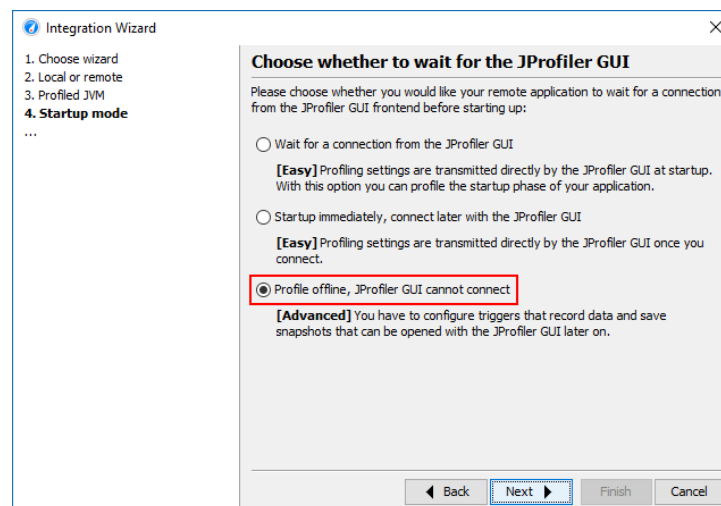 Integration Wizard
1. Choose wizard
2. Local or remote
3. Profiled JVM
4. Startup mode
...
Choose whether to wait for the JProfiler GUI
Please choose whether you would like your remote application to wait for a connection
from the JProfiler GUI frontend before starting up:
Wait for a connection from the JProfiler GUI
[Easy] Profiling settings are transmitted directly by the JProfiler GUI at startup.
With this option you can profile the startup phase of your application.
Startup immediately, connect later with the JProfiler GUI
[Easy] Profiling settings are transmitted directly by the JProfiler GUI once you
connect.
Profile offline, JProfiler GUI cannot connect
[Advanced] You have to configure triggers that record data and save
snapshots that can be opened with the JProfiler GUI later on.
Back Next Finish Cancel